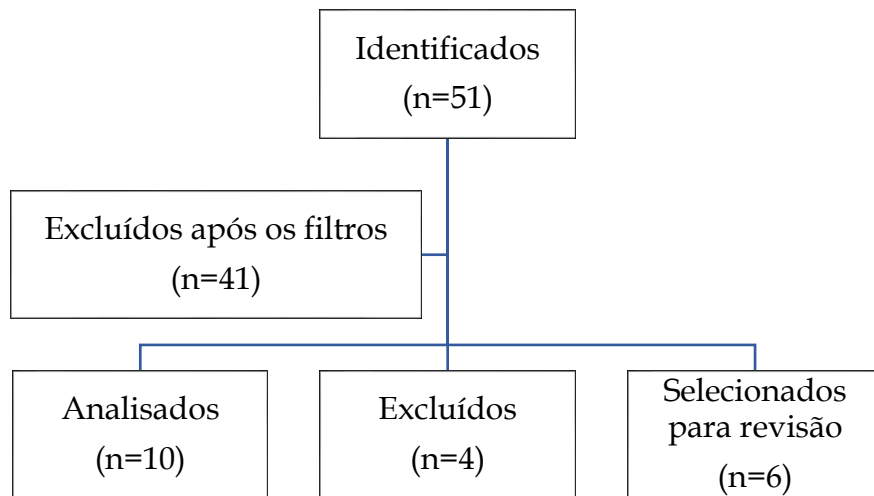 Identificados
(n=51)
Excluídos após os filtros
(n=41)
Analisados
(n=10)
Excluídos
(n=4)
Selecionados
para revisão
(n=6)